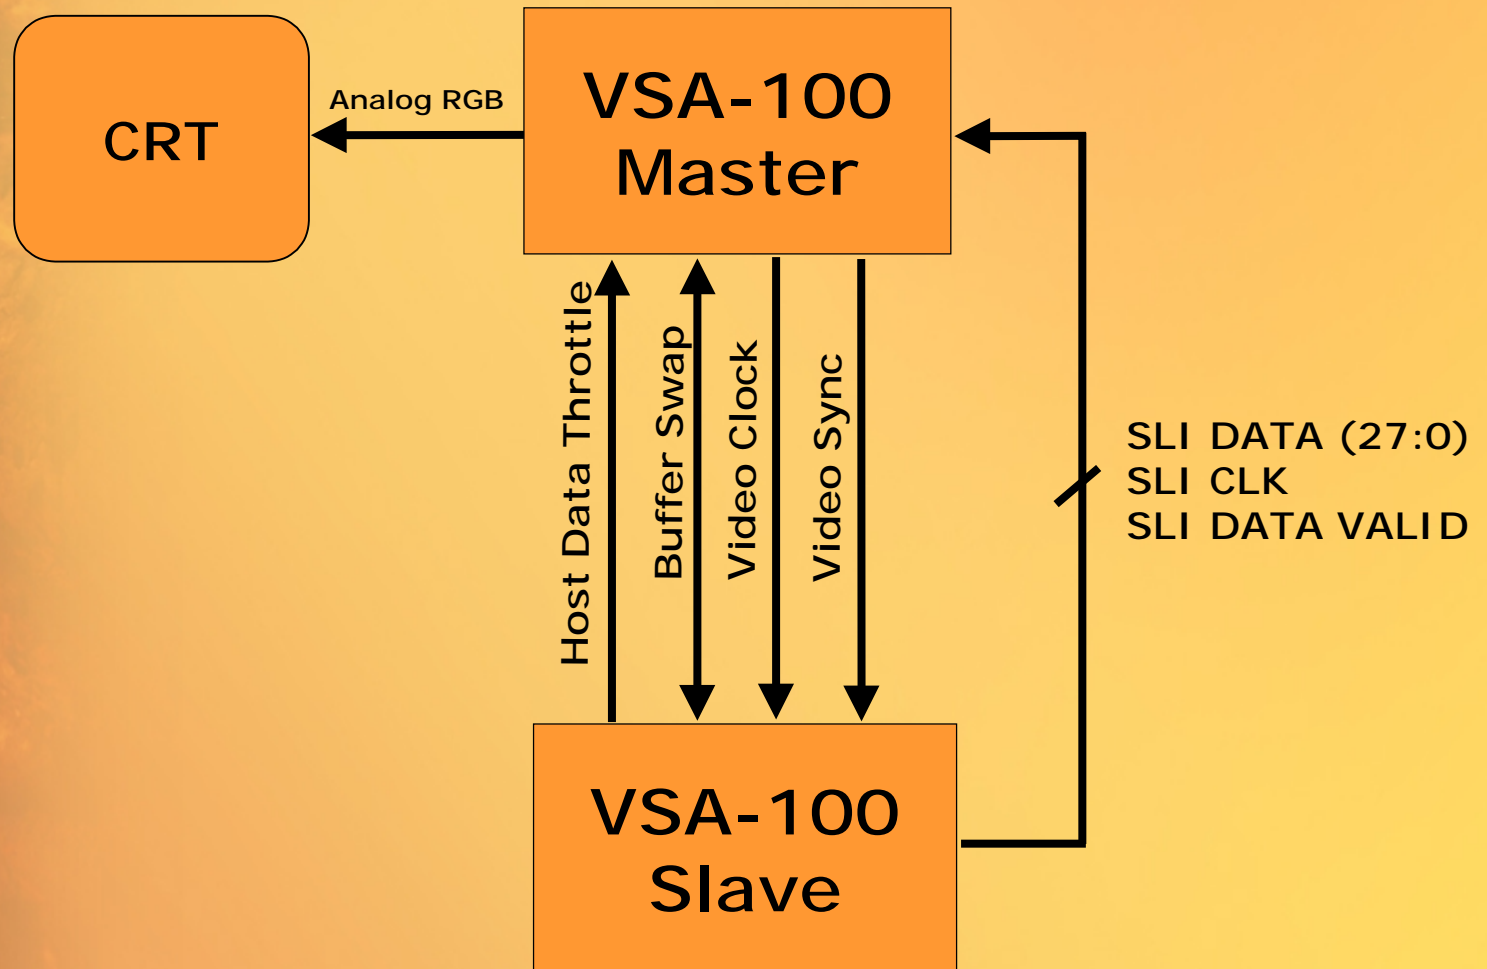 CRT
Analog RGB
VSA-100
Master
Host Data Throttle
Buffer Swap
Video Clock
Video Sync
SLI DATA (27:0)
SLI CLK
SLI DATA VALID
VSA-100
Slave